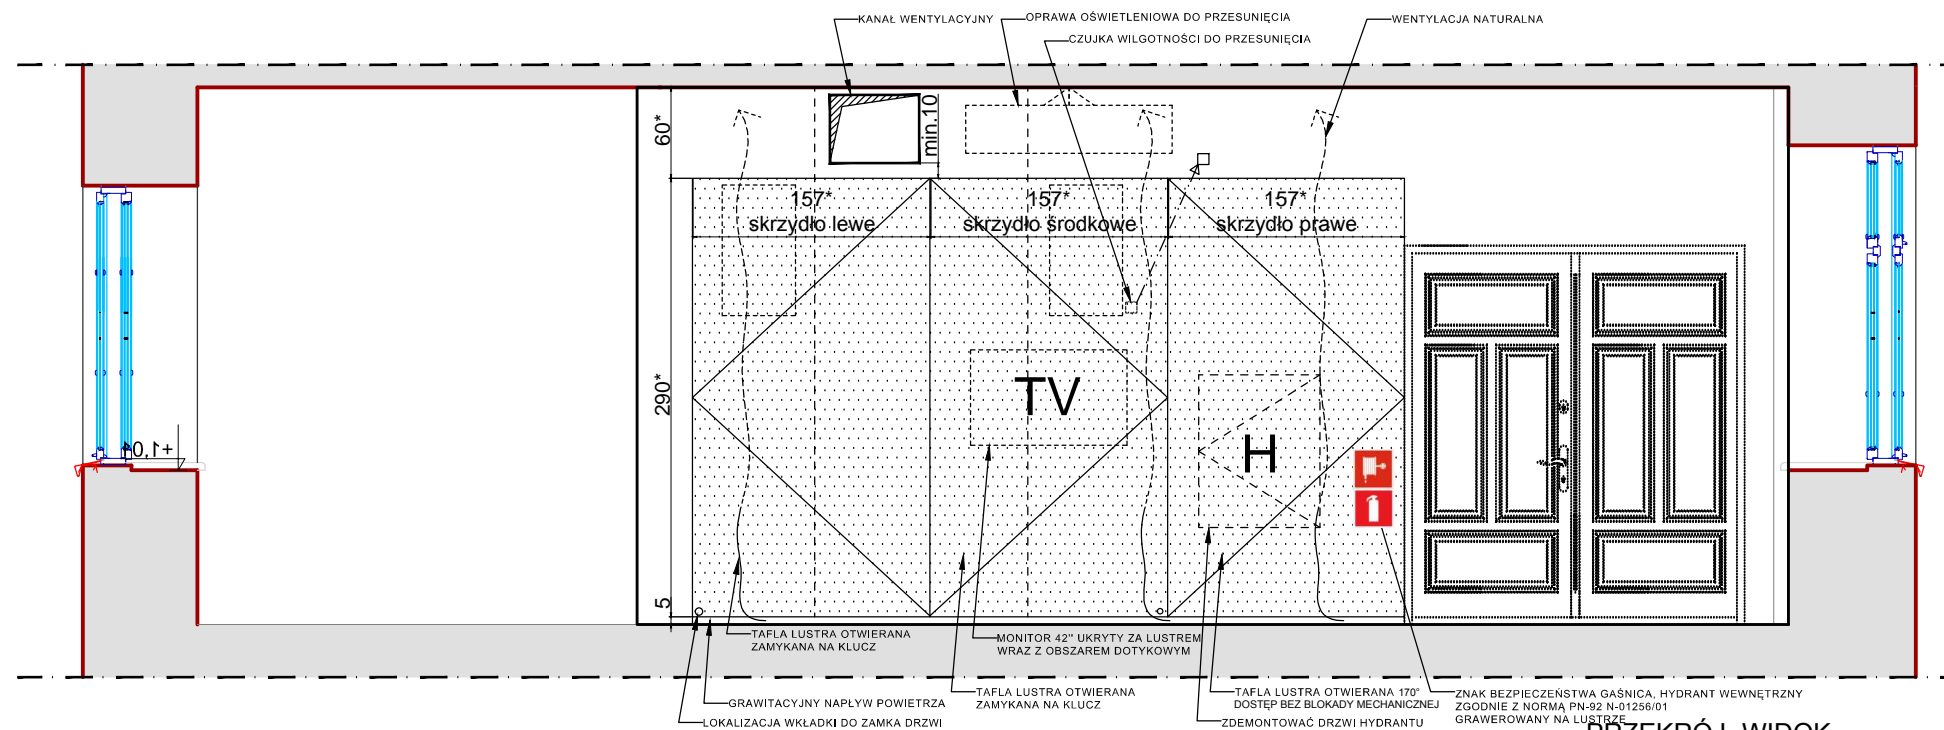 KANAŁ WENTYLACYJNY
OPRAWA OŚWIETLENIOWA DO PRZESUNIĘCIA
WENTYLACJA NATURALNA
CZUJKA WILGOTNOŚCI DO PRZESUNIĘCIA
60*
min.10
157*
skrzydło lewe
157*
skrzydło środkowe
157*
skrzydło prawe
290*
TV
H
+1,04
5
TAFLA LUSTRA OTWIERANA
ZAMYKANA NA KLUCZ
MONITOR 42" UKRYTY ZA LUSTREM
WRAZ Z OBSZAREM DOTYKOWYM
GRAWITACYJNY NAPŁYW POWIETRZA
LOKALIZACJA WKŁADKI DO ZAMKA DRZWI
TAFLA LUSTRA OTWIERANA
ZAMYKANA NA KLUCZ
TAFLA LUSTRA OTWIERANA 170°
DOSTĘP BEZ BLOKADY MECHANICZNEJ
ZDEMONTOWAĆ DRZWI HYDRANTU
ZNAK BEZPIECZEŃSTWA GAŚNICA, HYDRANT WEWNĘTRZNY
ZGODNIE Z NORMĄ PN-92 N-01256/01
GRAWEROWANY NA LUSTRZE
PRZEKRÓJ, WIDOK